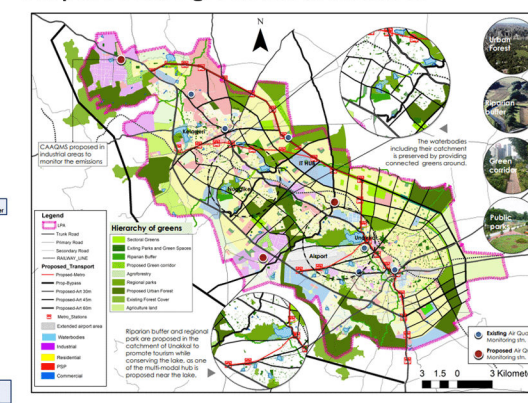 N
Urban
Forest
Riparian
buffer
Green
corridor
Public
parks
CAAQMS proposed in
industrial areas to
monitor the emissions
The waterbodies
including their catchment
is preserved by providing
connected greens around.
IT HUB
Airport
Legend
LPA
Trunk Road
Primary Road
Secondary Road
RAILWAY_LINE
Proposed_Transport
Proposed-Metro
Prop-Bypass
Proposed-Art 30m
Proposed-Art 45m
Proposed-Art 60m
Metro_Stations
Extended airport area
Waterbodies
Industrial
Residential
PSP
Commercial
Hierarchy of greens
Sectoral Greens
Exiting Parks and Green Spaces
Riparian Buffer
Proposed Green corridor
Agroforestry
Regional parks
Proposed Urban Forest
Existing Forest Cover
Agriculture land
Riparian buffer and regional
park are proposed in the
catchment of Unakkal to
promote tourism while
conserving the lake, as one
of the multi-modal hub is
proposed near the lake.
Existing Air Qu
Monitoring stn.
Proposed Air Qu
Monitoring stn.
3 1.5 0 3 Kilomet